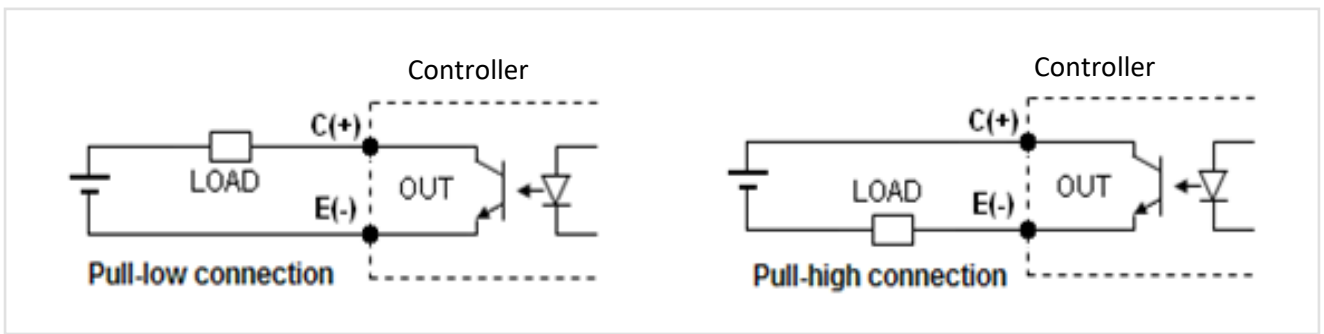 Controller
C(+)
LOAD
OUT
E(-)
Pull-low connection
Controller
C(+)
LOAD
OUT
E(-)
Pull-high connection